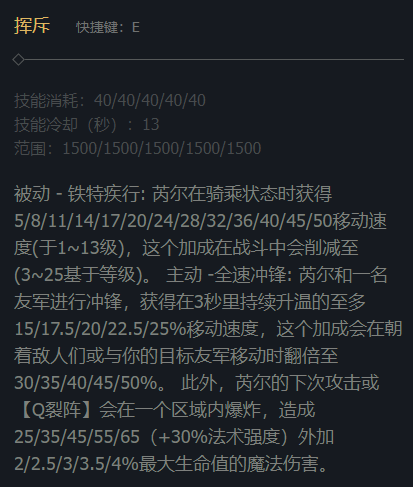 挥斥 快捷键：E
技能消耗：40/40/40/40/40
技能冷却（秒）：13
范围：1500/1500/1500/1500/1500
被动 - 铁特疾行: 芮尔在骑乘状态时获得
5/8/11/14/17/20/24/28/32/36/40/45/50移动速
度(于1~13级)，这个加成在战斗中会削减至
(3~25基于等级)。 主动 -全速冲锋: 芮尔和一名
友军进行冲锋，获得在3秒里持续升温的至多
15/17.5/20/22.5/25%移动速度，这个加成会在朝
着敌人们或与你的目标友军移动时翻倍至
30/35/40/45/50%。 此外，芮尔的下次攻击或
【Q裂阵】会在一个区域内爆炸，造成
25/35/45/55/65（+30%法术强度）外加
2/2.5/3/3.5/4%最大生命值的魔法伤害。